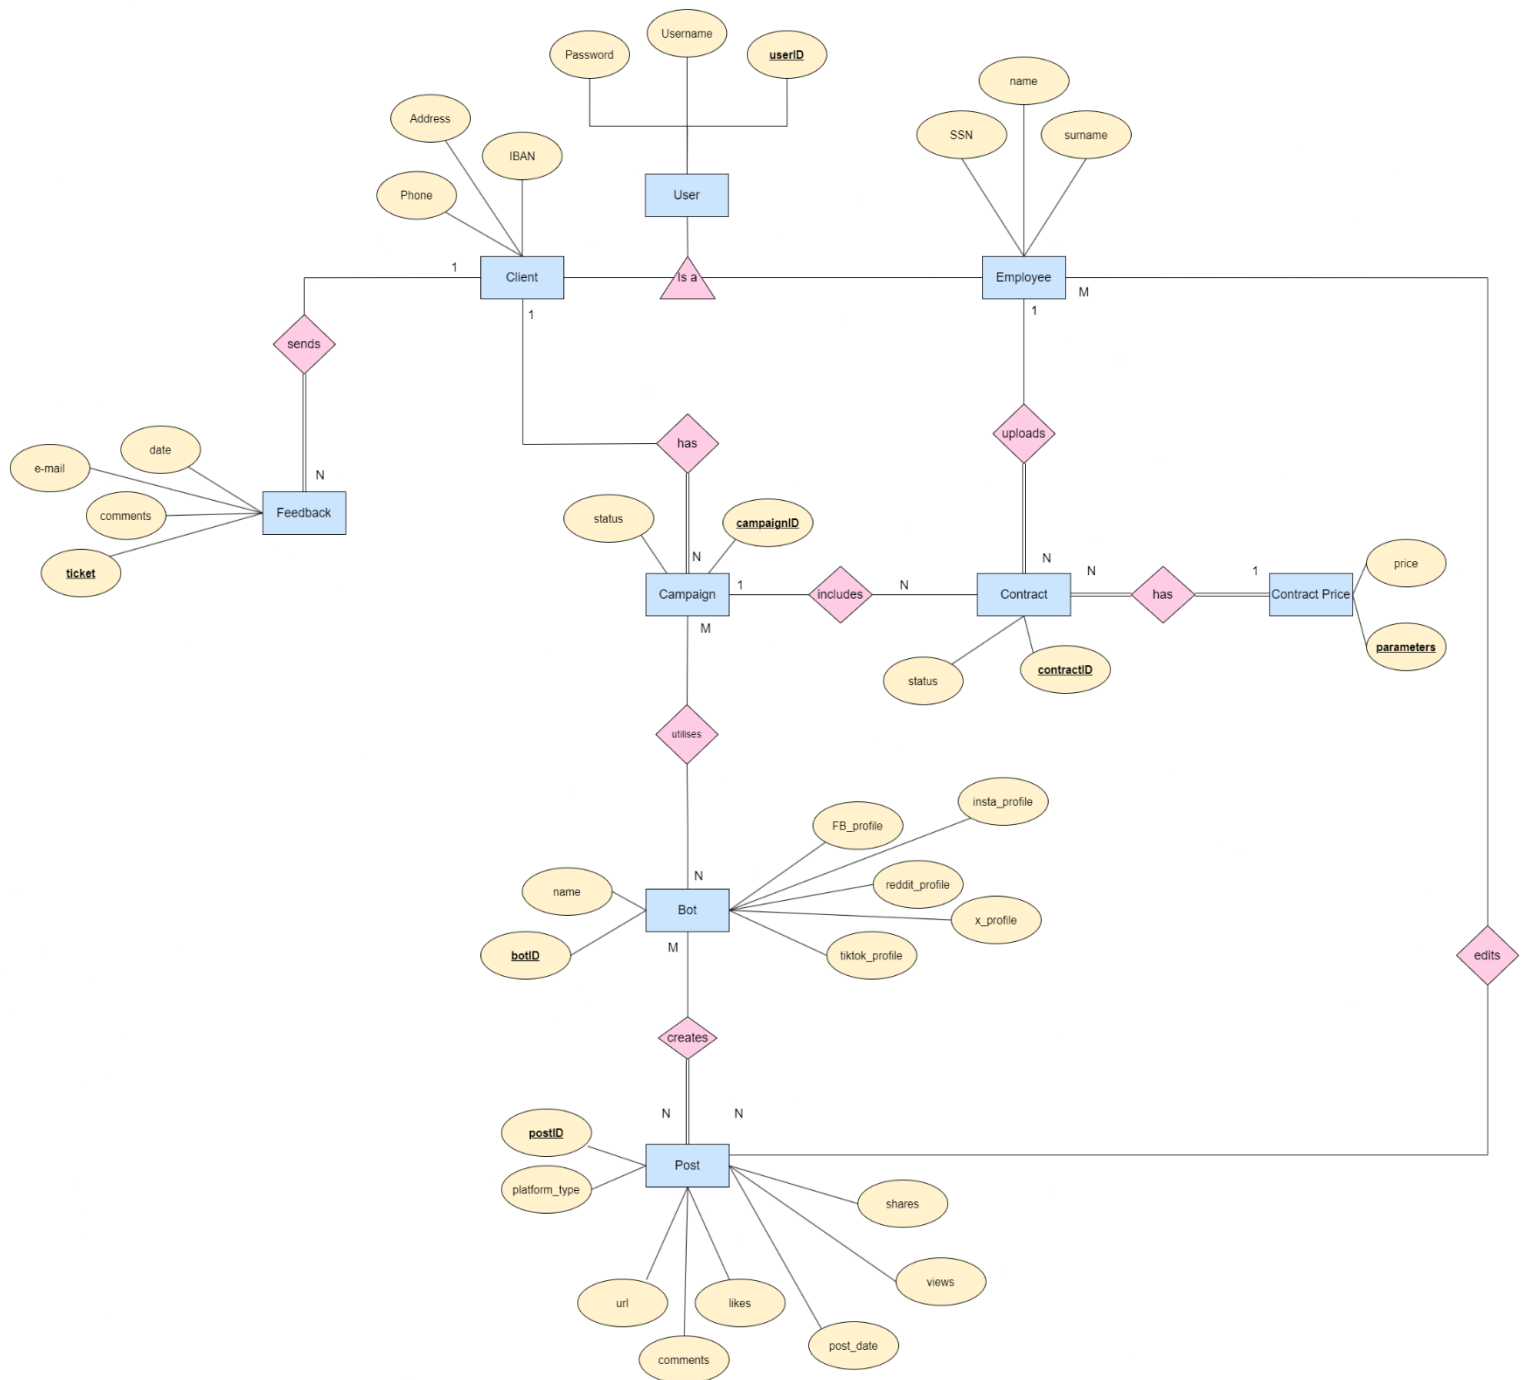 Username
Password
userID
name
Address
SSN
surname
IBAN
Phone
User
1
Client
Is a
Employee
M
1
1
sends
uploads
has
date
e-mail
N
comments
Feedback
status
campaignID
ticket
N
N
N
1
price
Campaign
1
includes
N
Contract
has
Contract Price
M
parameters
status
contractID
utilises
insta_profile
FB_profile
N
name
reddit_profile
Bot
x_profile
M
botID
tiktok_profile
edits
creates
N
N
postID
Post
platform_type
shares
views
url
likes
post_date
comments